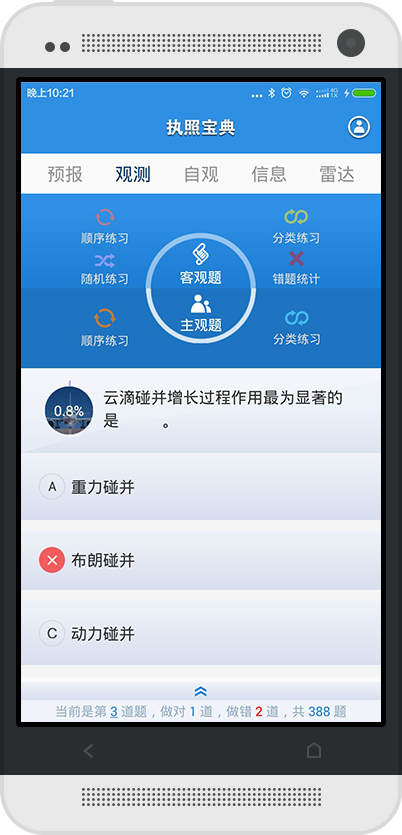 晚上10:21
4G
1X
执照宝典
预报 观测 自观 信息 雷达
顺序练习 分类练习
随机练习 客观题 错题统计
主观题
顺序练习 分类练习
0.8%
云滴碰并增长过程作用最为显著的
是 。
A 重力碰并
布朗碰并
C 动力碰并
当前是第 3 道题，做对 1 道，做错 2 道，共 388 题